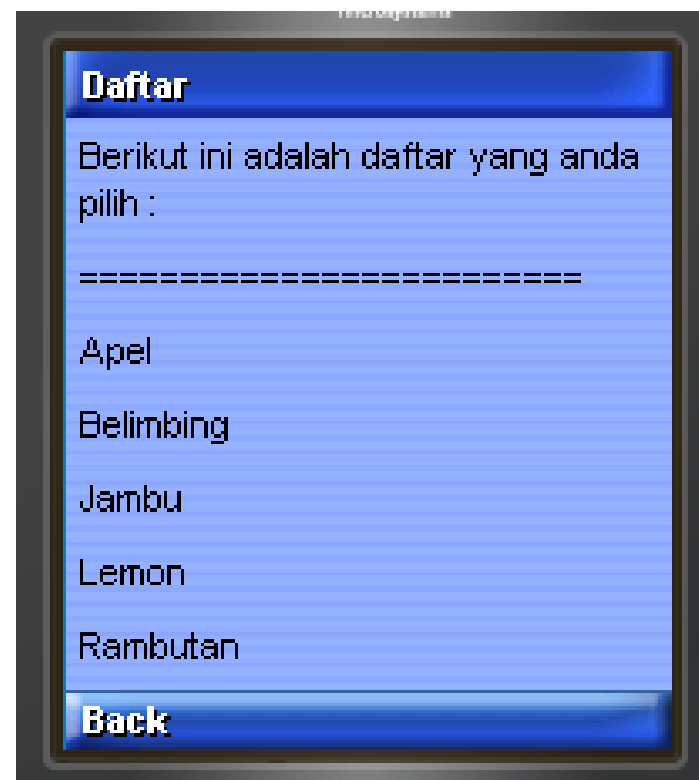 Daftar
Berikut ini adalah daftar yang anda
pilih :
=========================
Apel
Belimbing
Jambu
Lemon
Rambutan
Back